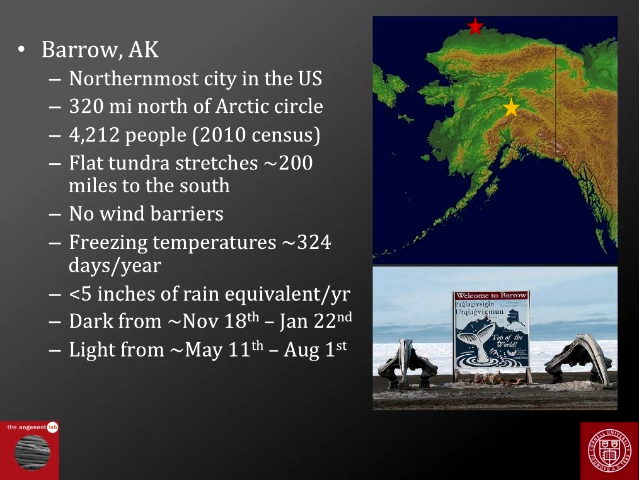 • Barrow, AK
– Northernmost city in the US
– 320 mi north of Arctic circle
– 4,212 people (2010 census)
– Flat tundra stretches ~200
miles to the south
– No wind barriers
– Freezing temperatures ~324
days/year
– <5 inches of rain equivalent/yr
– Dark from ~Nov 18th – Jan 22nd
– Light from ~May 11th – Aug 1st
Welcome to Barrow
Top of the
World!
the angenent lab